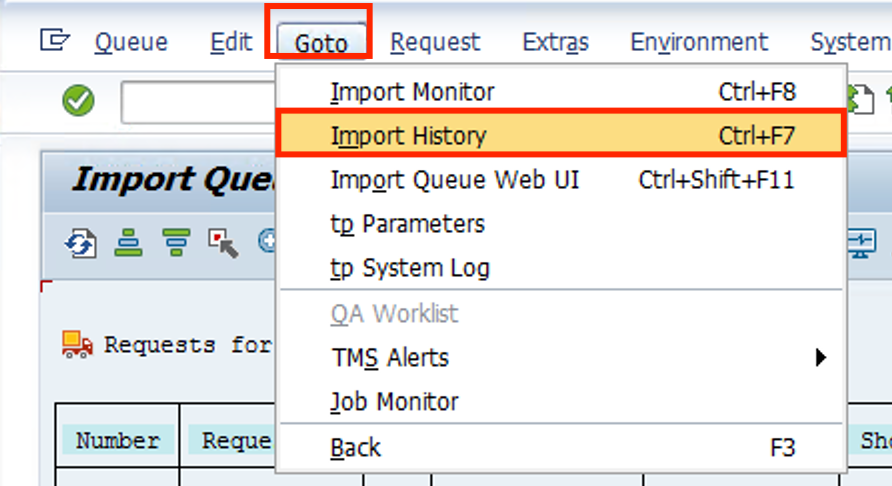 Queue Edit Goto Request Extras Environment System
Import Monitor Ctrl+F8
Import History Ctrl+F7
Import Queue Web UI Ctrl+Shift+F11
tp Parameters
tp System Log
QA Worklist
TMS Alerts
Job Monitor
Back F3
Import Que
Requests for
Number Reque Sho